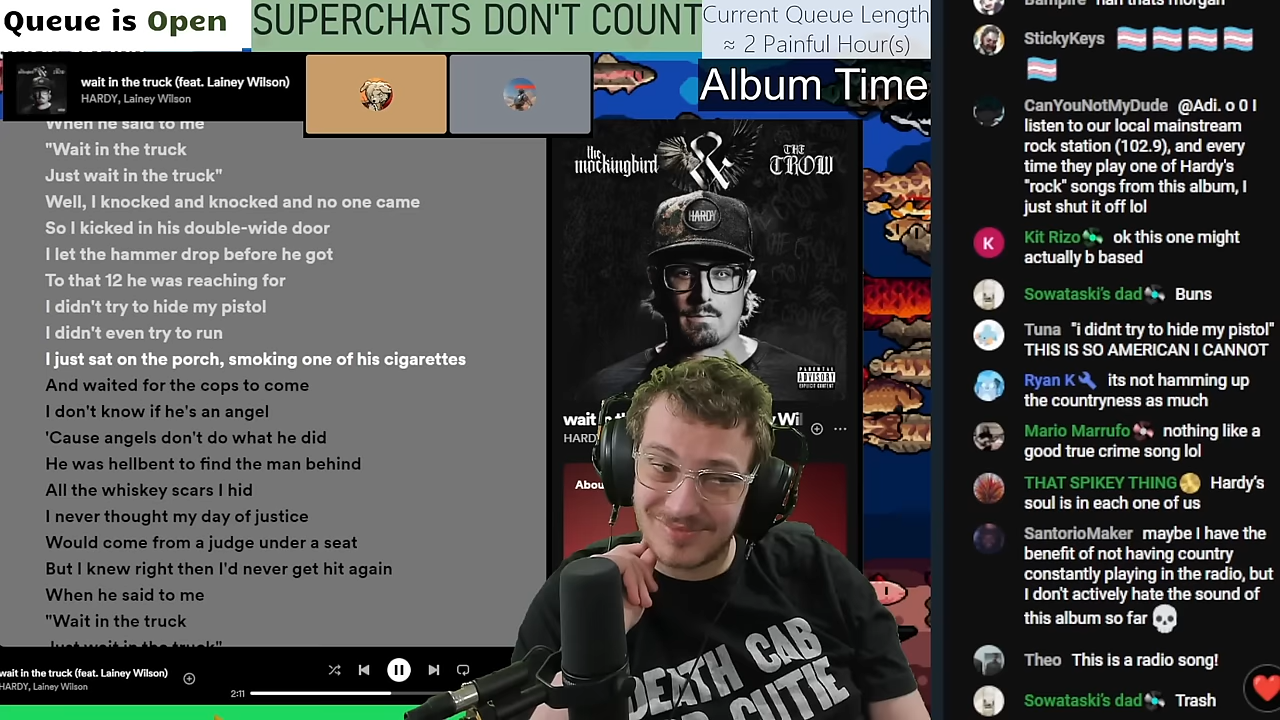 Queue is Open
SUPERCHATS DON'T COUNT
Current Queue Length
≈ 2 Painful Hour(s)
Album Time
wait in the truck (feat. Lainey Wilson)
HARDY, Lainey Wilson
When he said to me
"Wait in the truck
Just wait in the truck"
Well, I knocked and knocked and no one came
So I kicked in his double-wide door
I let the hammer drop before he got
To that 12 he was reaching for
I didn't try to hide my pistol
I didn't even try to run
I just sat on the porch, smoking one of his cigarettes
And waited for the cops to come
I don't know if he's an angel
'Cause angels don't do what he did
He was hellbent to find the man behind
All the whiskey scars I hid
I never thought my day of justice
Would come from a judge under a seat
But I knew right then I'd never get hit again
When he said to me
"Wait in the truck
Just wait in the truck"
wait in the truck (feat. Lainey Wilson)
HARDY, Lainey Wilson
2:11
the mockingbird & THE CROW
HARDY
PARENTAL
ADVISORY
EXPLICIT CONTENT
wait
HARD
Abou
DEATH CAB
CUTIE
Bampire nah thats morgan
StickyKeys 🏳️‍⚧️ 🏳️‍⚧️ 🏳️‍⚧️ 🏳️‍⚧️
🏳️‍⚧️
CanYouNotMyDude @Adi. o 0 I
listen to our local mainstream
rock station (102.9), and every
time they play one of Hardy's
"rock" songs from this album, I
just shut it off lol
K
Kit Rizo ok this one might
actually b based
Sowataski's dad Buns
Tuna "i didnt try to hide my pistol"
THIS IS SO AMERICAN I CANNOT
Ryan K🔧 its not hamming up
the countryness as much
Mario Marrufo nothing like a
good true crime song lol
THAT SPIKEY THING Hardy's
soul is in each one of us
SantorioMaker maybe I have the
benefit of not having country
constantly playing in the radio, but
I don't actively hate the sound of
this album so far 💀
Theo This is a radio song!
Sowataski's dad Trash